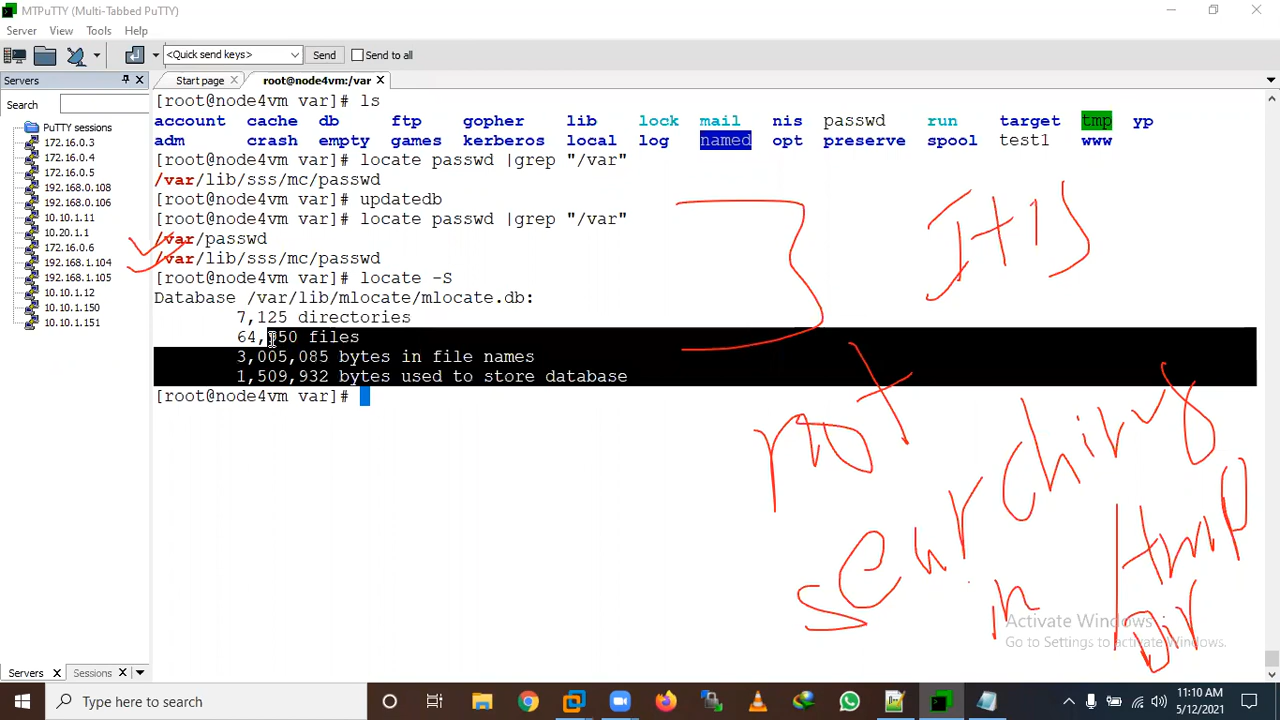 MTPuTTY (Multi-Tabbed PuTTY)
Server View Tools Help
<Quick send keys> Send Send to all
Servers
Start page root@node4vm:/var
Search
PuTTY sessions
172.16.0.3
172.16.0.4
172.16.0.5
192.168.0.108
192.168.0.106
10.10.1.11
10.20.1.1
172.16.0.6
192.168.1.104
192.168.1.105
10.10.1.12
10.10.1.150
10.10.1.151
[root@node4vm var]# ls
account cache db ftp gopher lib lock mail nis passwd run target tmp yp
adm crash empty games kerberos local log named opt preserve spool test1 www
[root@node4vm var]# locate passwd |grep "/var"
/var/lib/sss/mc/passwd
[root@node4vm var]# updatedb
[root@node4vm var]# locate passwd |grep "/var"
/var/passwd
/var/lib/sss/mc/passwd
[root@node4vm var]# locate -S
Database /var/lib/mlocate/mlocate.db:
7,125 directories
files
3,005,085 bytes in file names
1,509,932 bytes used to store database
[root@node4vm var]#
not
searching
in /tmp
Dir
Activate Windows
Go to Settings to activate Windows.
Servers Sessions
Type here to search
11:10 AM
5/12/2021